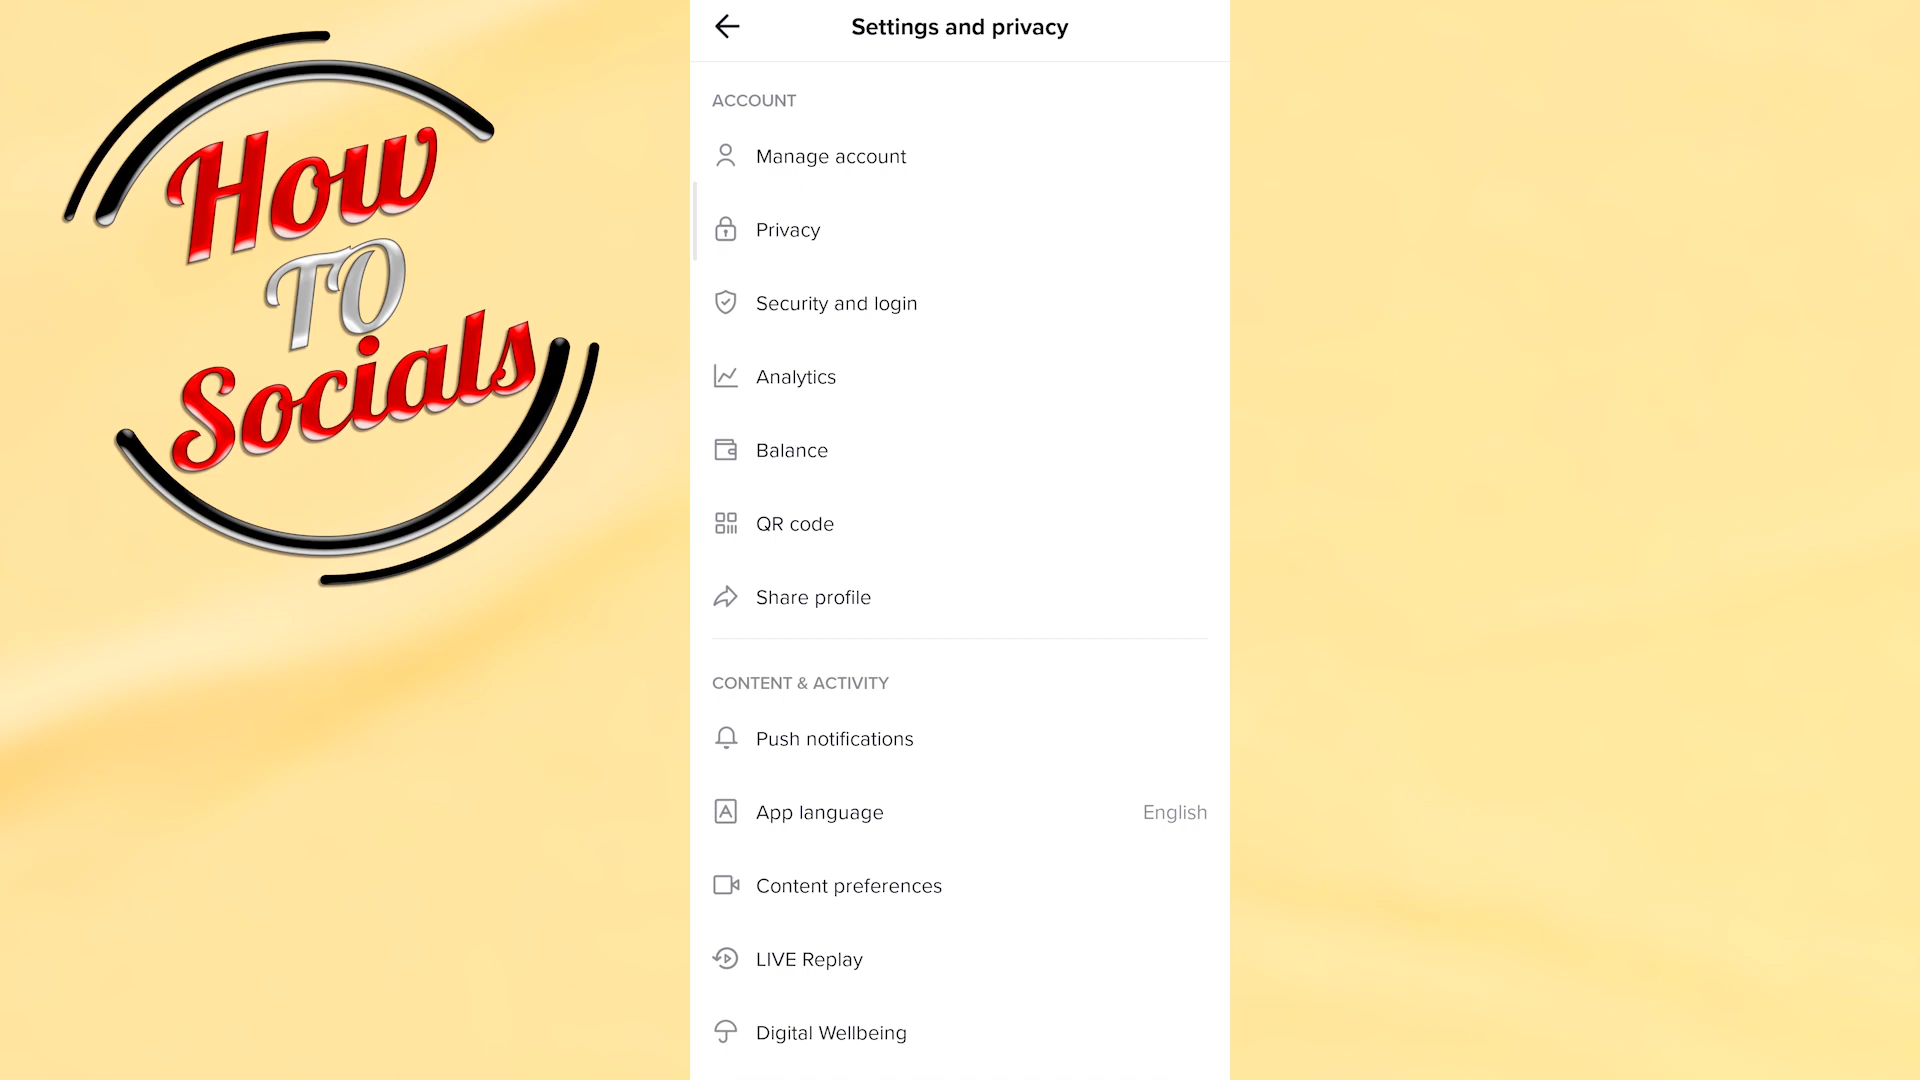 How
TO
Socials
Settings and privacy
ACCOUNT
Manage account
Privacy
Security and login
Analytics
Balance
QR code
Share profile
CONTENT & ACTIVITY
Push notifications
App language English
Content preferences
LIVE Replay
Digital Wellbeing